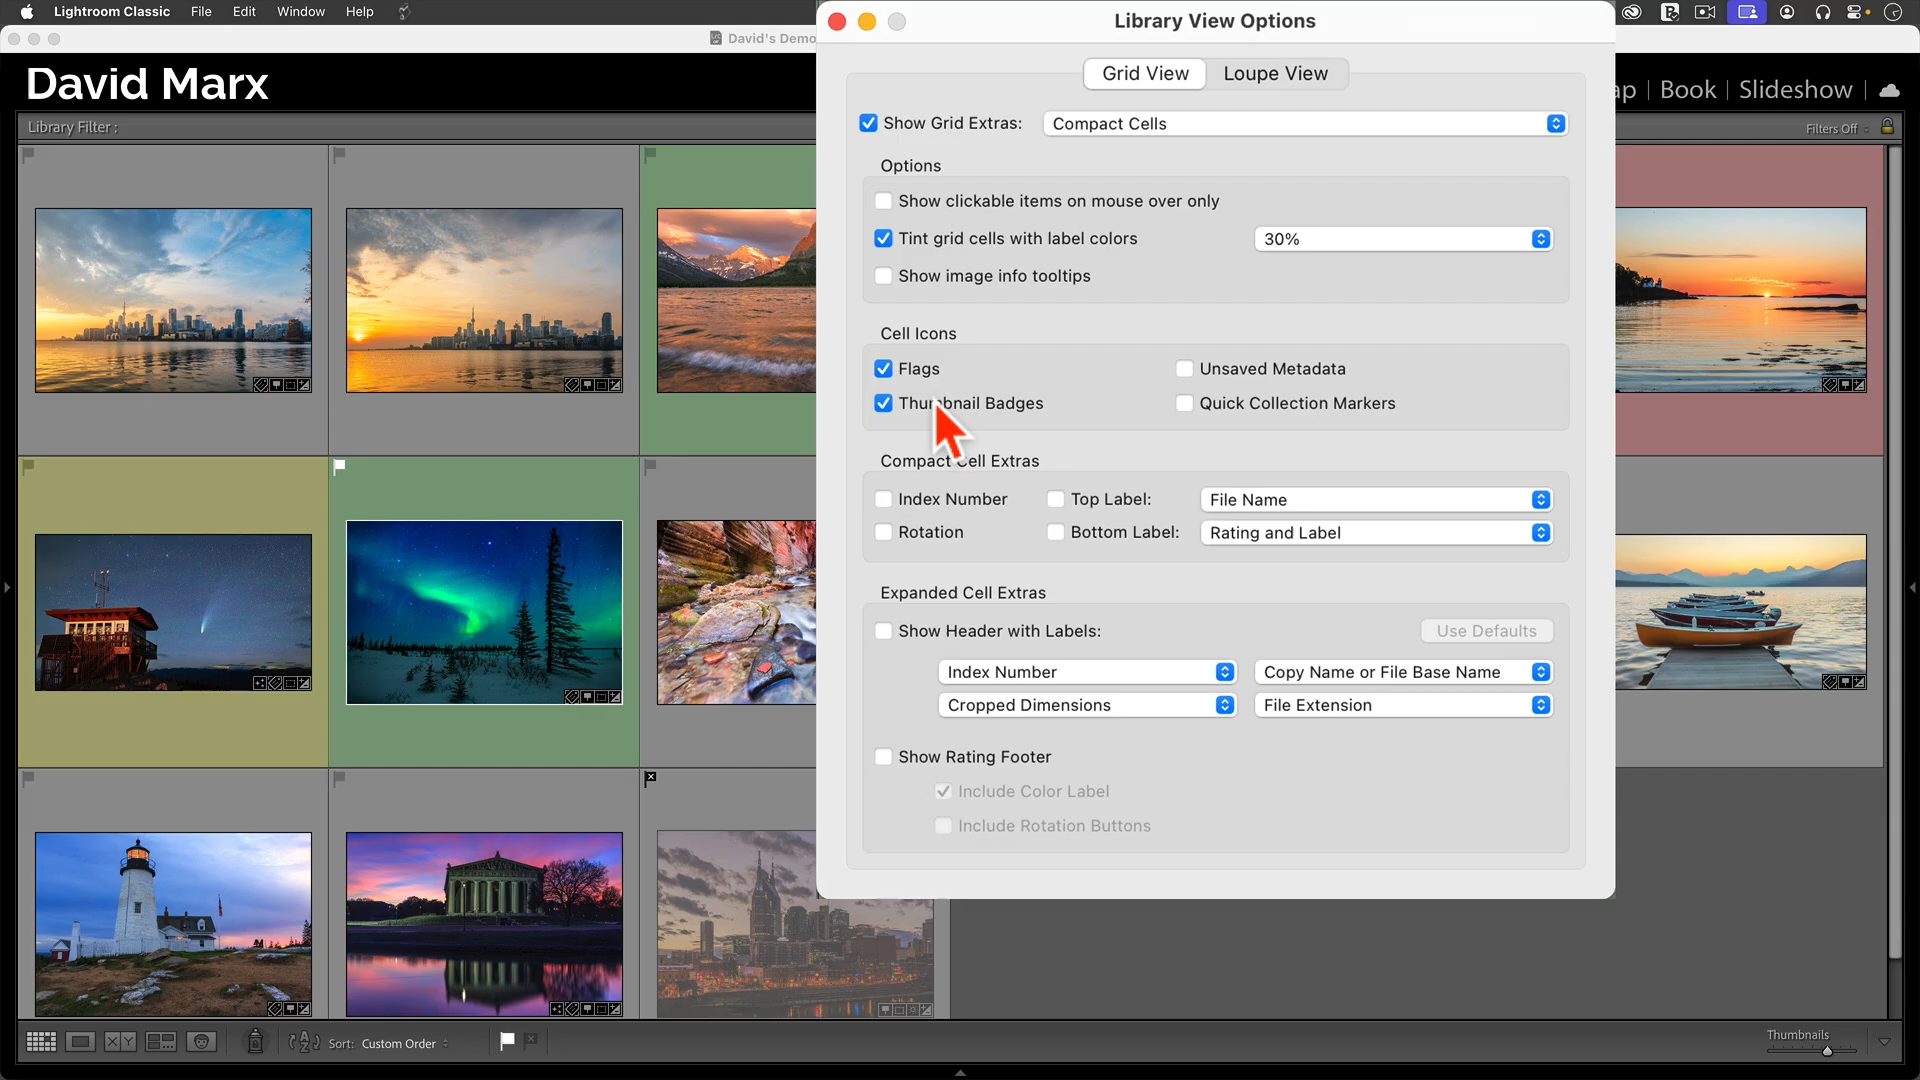 Lightroom Classic File Edit Window Help
Library View Options
David's Demo
Grid View Loupe View
David Marx
Book | Slideshow
Show Grid Extras: Compact Cells
Library Filter :
Filters Off
Options
Show clickable items on mouse over only
Tint grid cells with label colors 30%
Show image info tooltips
Cell Icons
Flags Unsaved Metadata
Thumbnail Badges Quick Collection Markers
Compact Cell Extras
Index Number Top Label: File Name
Rotation Bottom Label: Rating and Label
Expanded Cell Extras
Show Header with Labels: Use Defaults
Index Number Copy Name or File Base Name
Cropped Dimensions File Extension
Show Rating Footer
Include Color Label
Include Rotation Buttons
XY Sort: Custom Order
Thumbnails